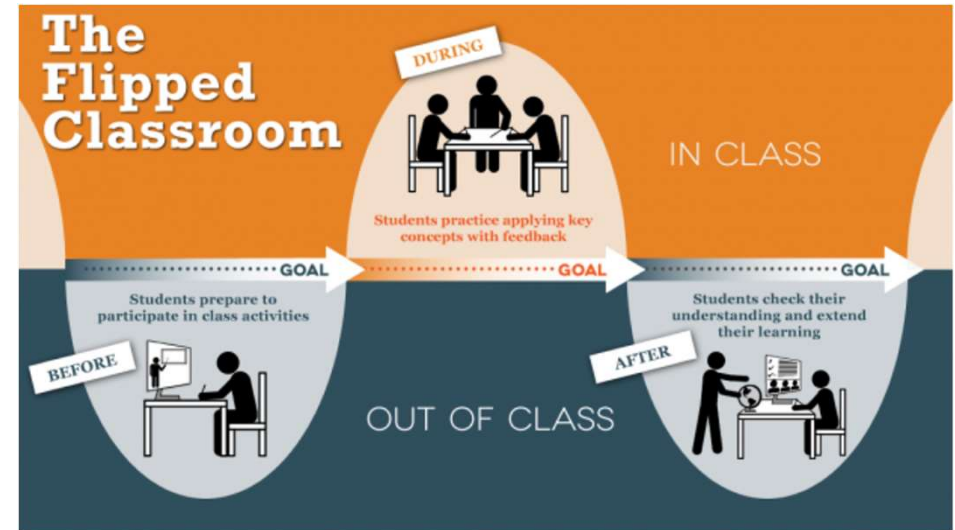 The
Flipped
Classroom
DURING
IN CLASS
Students practice applying key
concepts with feedback
GOAL
GOAL
GOAL
Students prepare to
participate in class activities
Students check their
understanding and extend
their learning
BEFORE
AFTER
OUT OF CLASS